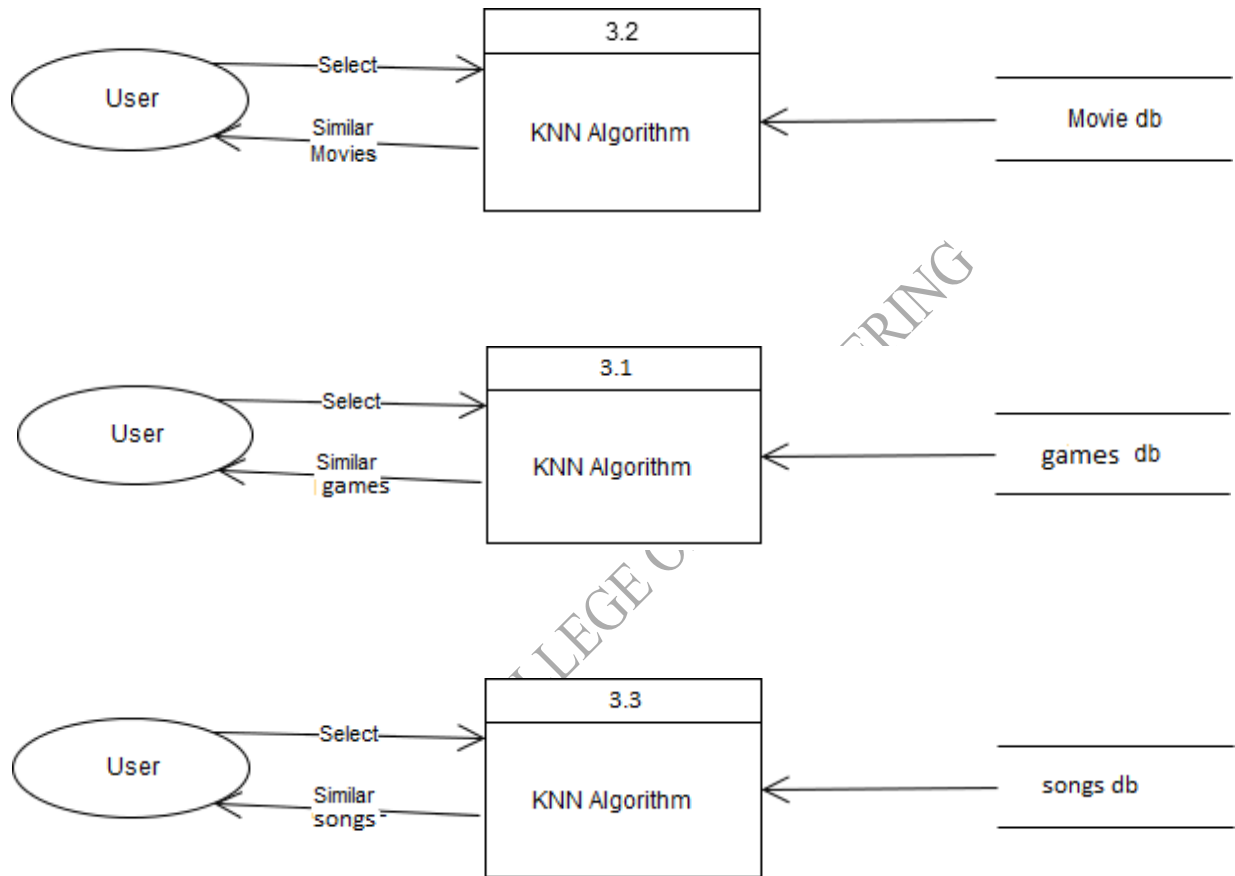 3.2
User
Select
Similar
Movies
KNN Algorithm
Movie db
3.1
User
Select
Similar
games
KNN Algorithm
games db
3.3
User
Select
Similar
songs
KNN Algorithm
songs db